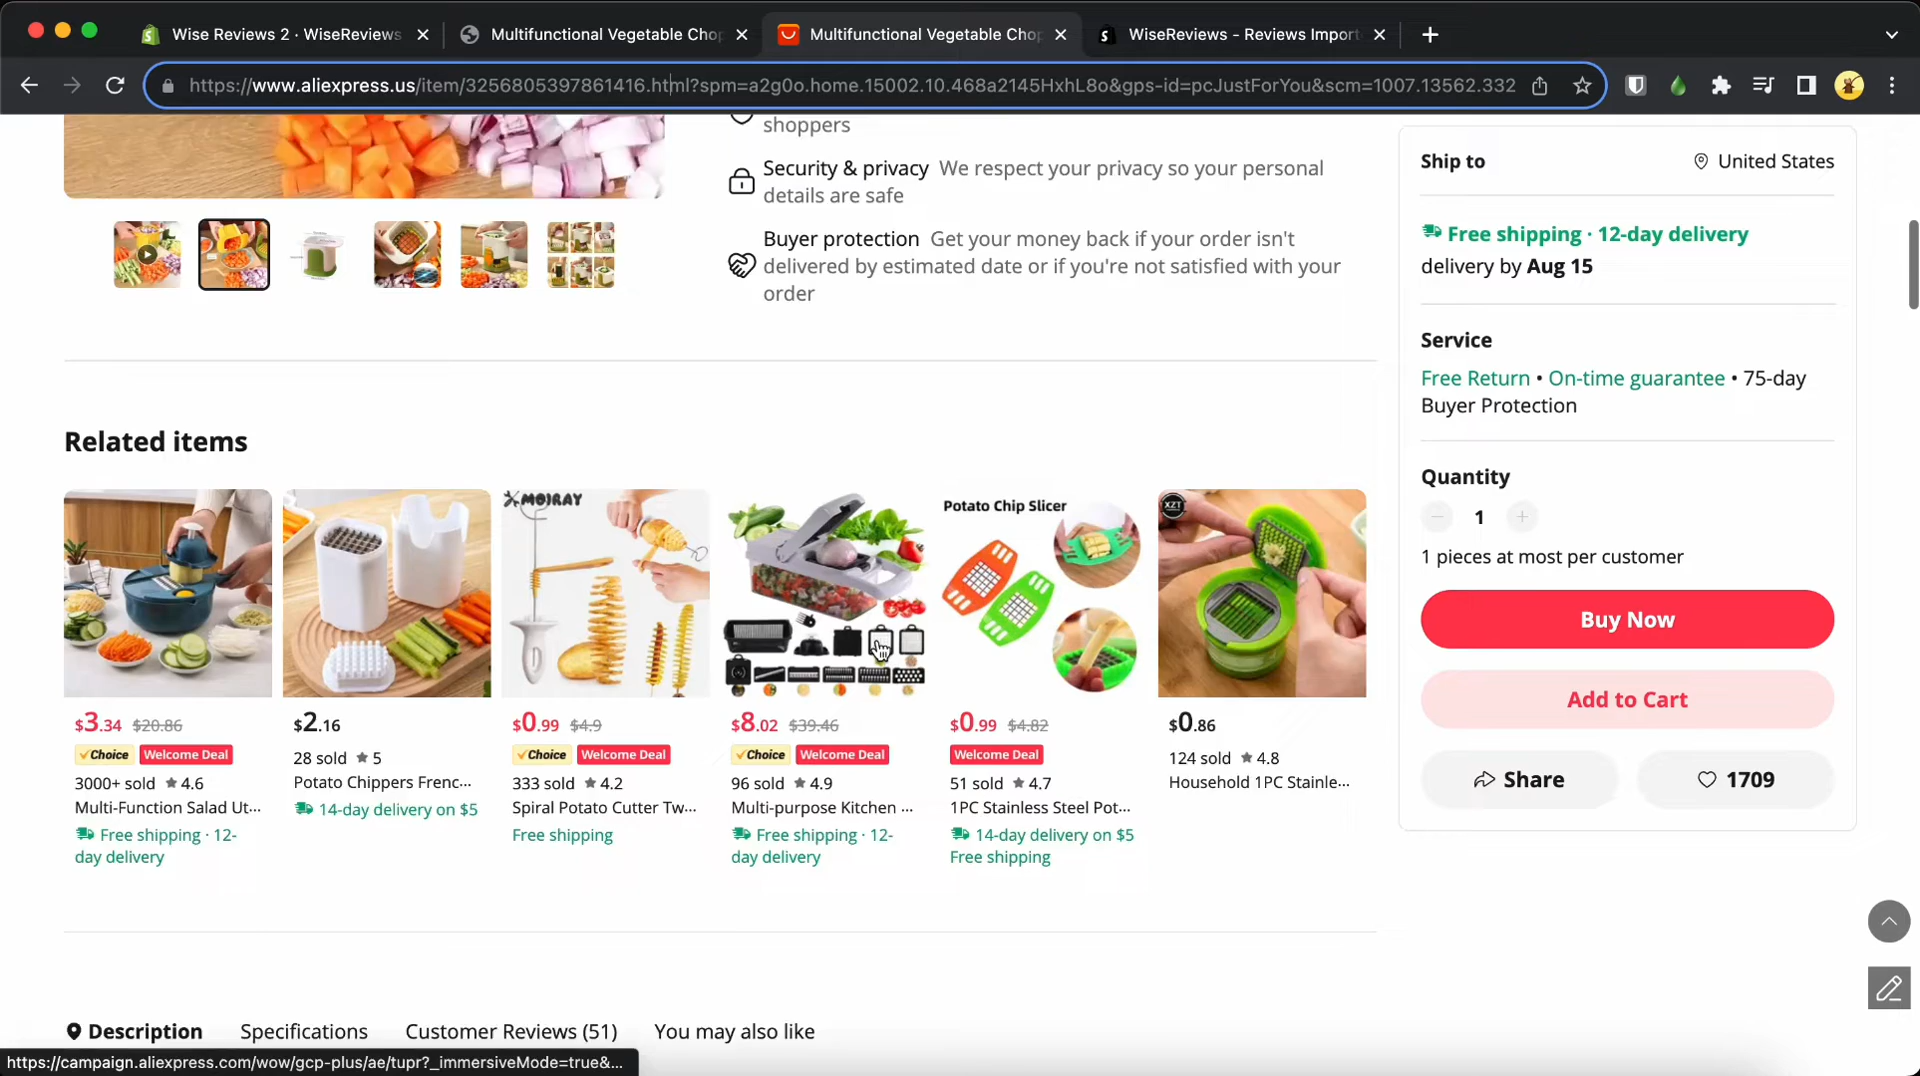 Wise Reviews 2 · WiseReviews
Multifunctional Vegetable Cho
Multifunctional Vegetable Cho
WiseReviews - Reviews Import
https://www.aliexpress.us/item/3256805397861416.html?spm=a2g0o.home.15002.10.468a2145HxhL8o&gps-id=pcJustForYou&scm=1007.13562.332
shoppers
Security & privacy We respect your privacy so your personal
details are safe
Buyer protection Get your money back if your order isn't
delivered by estimated date or if you're not satisfied with your
order
Ship to United States
Free shipping · 12-day delivery
delivery by Aug 15
Service
Free Return • On-time guarantee • 75-day
Buyer Protection
Quantity
1
1 pieces at most per customer
Buy Now
Add to Cart
Share
1709
Related items
MOJRAY
Potato Chip Slicer
XZT
$3.34 $20.86
Choice Welcome Deal
3000+ sold ★ 4.6
Multi-Function Salad Ut...
Free shipping · 12-
day delivery
$2.16
28 sold ★ 5
Potato Chippers Frenc...
14-day delivery on $5
$0.99 $4.9
Choice Welcome Deal
333 sold ★ 4.2
Spiral Potato Cutter Tw...
Free shipping
$8.02 $39.46
Choice Welcome Deal
96 sold ★ 4.9
Multi-purpose Kitchen ...
Free shipping · 12-
day delivery
$0.99 $4.82
Welcome Deal
51 sold ★ 4.7
1PC Stainless Steel Pot...
14-day delivery on $5
Free shipping
$0.86
124 sold ★ 4.8
Household 1PC Stainle...
Description Specifications Customer Reviews (51) You may also like
https://campaign.aliexpress.com/wow/gcp-plus/ae/tupr?_immersiveMode=true&...